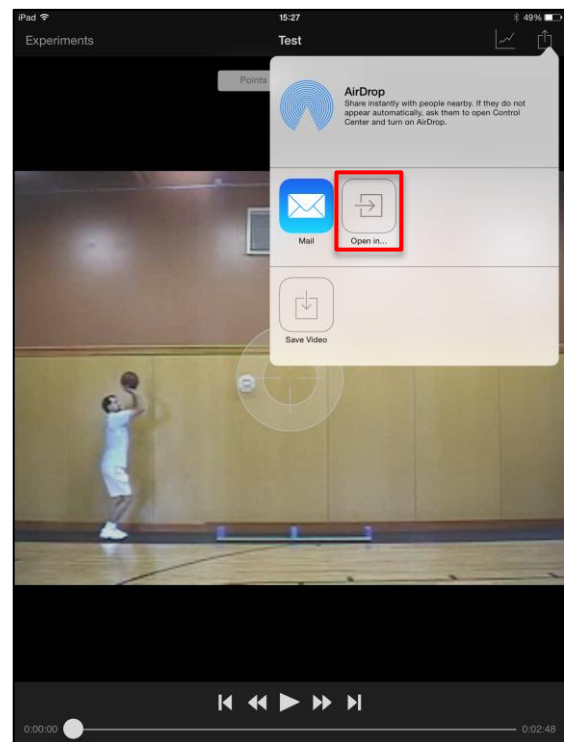 iPad 15:27 49%
Experiments Test
Points
AirDrop
Share instantly with people nearby. If they do not
appear automatically, ask them to open Control
Center and turn on AirDrop.
Mail Open in...
Save Video
0:00:00 0:02:48